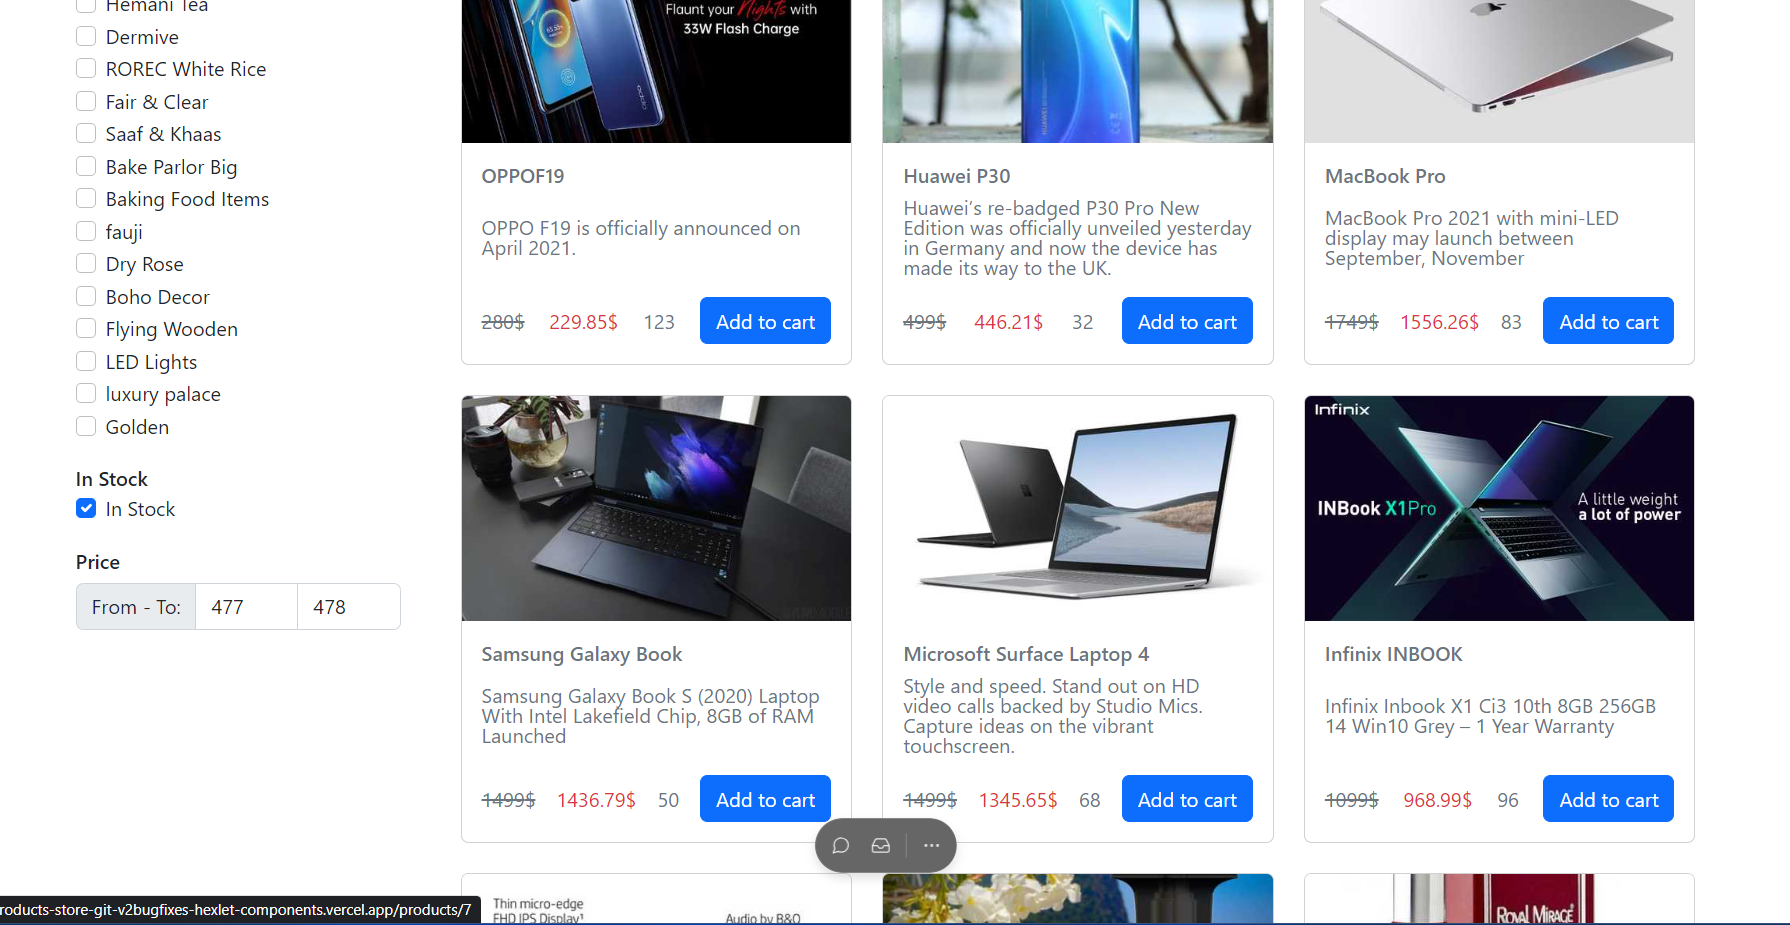 Hemani Tea
Dermive
ROREC White Rice
Fair & Clear
Saaf & Khaas
Bake Parlor Big
Baking Food Items
fauji
Dry Rose
Boho Decor
Flying Wooden
LED Lights
luxury palace
Golden
In Stock
In Stock
Price
From - To: 477 478
Flaunt your Nights with
33W Flash Charge
oppo
OPPOF19
OPPO F19 is officially announced on
April 2021.
280$ 229.85$ 123 Add to cart
HUAWEI
Huawei P30
Huawei’s re-badged P30 Pro New
Edition was officially unveiled yesterday
in Germany and now the device has
made its way to the UK.
499$ 446.21$ 32 Add to cart
MacBook Pro
MacBook Pro 2021 with mini-LED
display may launch between
September, November
1749$ 1556.26$ 83 Add to cart
Samsung Galaxy Book
Samsung Galaxy Book S (2020) Laptop
With Intel Lakefield Chip, 8GB of RAM
Launched
1499$ 1436.79$ 50 Add to cart
Microsoft Surface Laptop 4
Style and speed. Stand out on HD
video calls backed by Studio Mics.
Capture ideas on the vibrant
touchscreen.
1499$ 1345.65$ 68 Add to cart
Infinix
INBook X1Pro
A little weight
a lot of power
Infinix INBOOK
Infinix Inbook X1 Ci3 10th 8GB 256GB
14 Win10 Grey – 1 Year Warranty
1099$ 968.99$ 96 Add to cart
Thin micro-edge
FHD IPS Display¹
Audio by B&O
ROYAL MIRAGE
roducts-store-git-v2bugfixes-hexlet-components.vercel.app/products/7